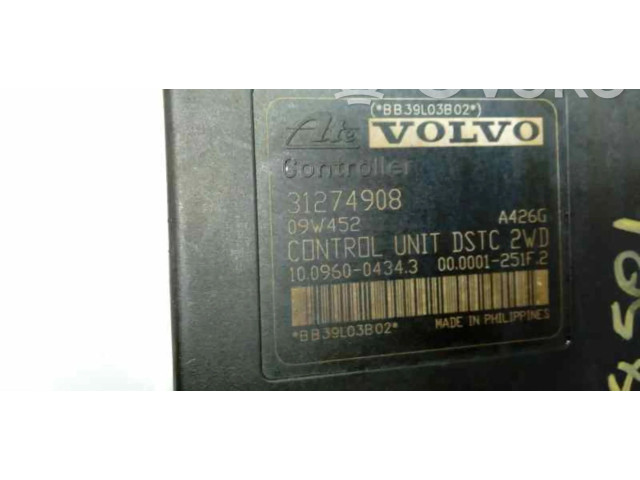 (*BB39L03B02*)
Ate VOLVO
Controller
31274908
09W452 A426G
CONTROL UNIT DSTC 2WD
10.0960-0434.3 00.0001-251F.2
MADE IN PHILIPPINES
*BB39L03B02*